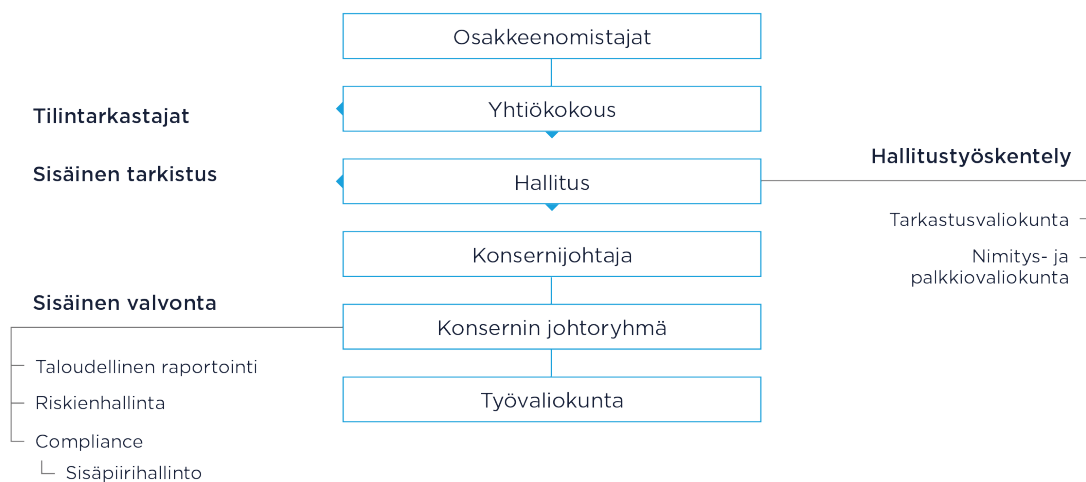 Osakkeenomistajat
Yhtiökokous
Tilintarkastajat
Hallitustyöskentely
Sisäinen tarkistus
Hallitus
Tarkastusvaliokunta
Nimitys- ja
palkkiovaliokunta
Konsernijohtaja
Sisäinen valvonta
Konsernin johtoryhmä
Taloudellinen raportointi
Riskienhallinta
Työvaliokunta
Compliance
Sisäpiirihallinto